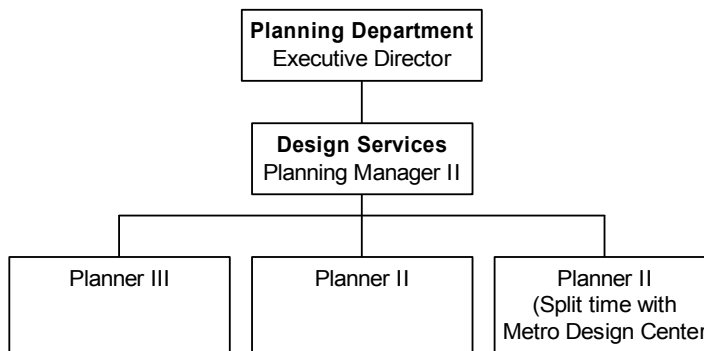 Planning Department
Executive Director
Design Services
Planning Manager II
Planner III
Planner II
Planner II
(Split time with
Metro Design Center